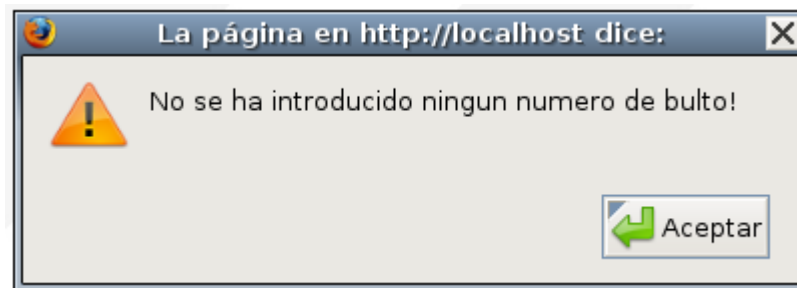 La página en http://localhost dice:
No se ha introducido ningun numero de bulto!
Aceptar